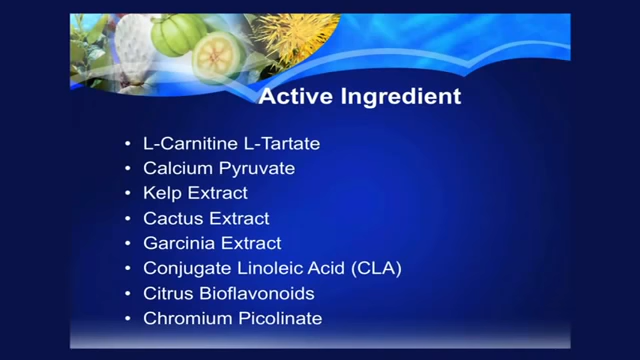 Active Ingredient
• L-Carnitine L-Tartate
• Calcium Pyruvate
• Kelp Extract
• Cactus Extract
• Garcinia Extract
• Conjugate Linoleic Acid (CLA)
• Citrus Bioflavonoids
• Chromium Picolinate